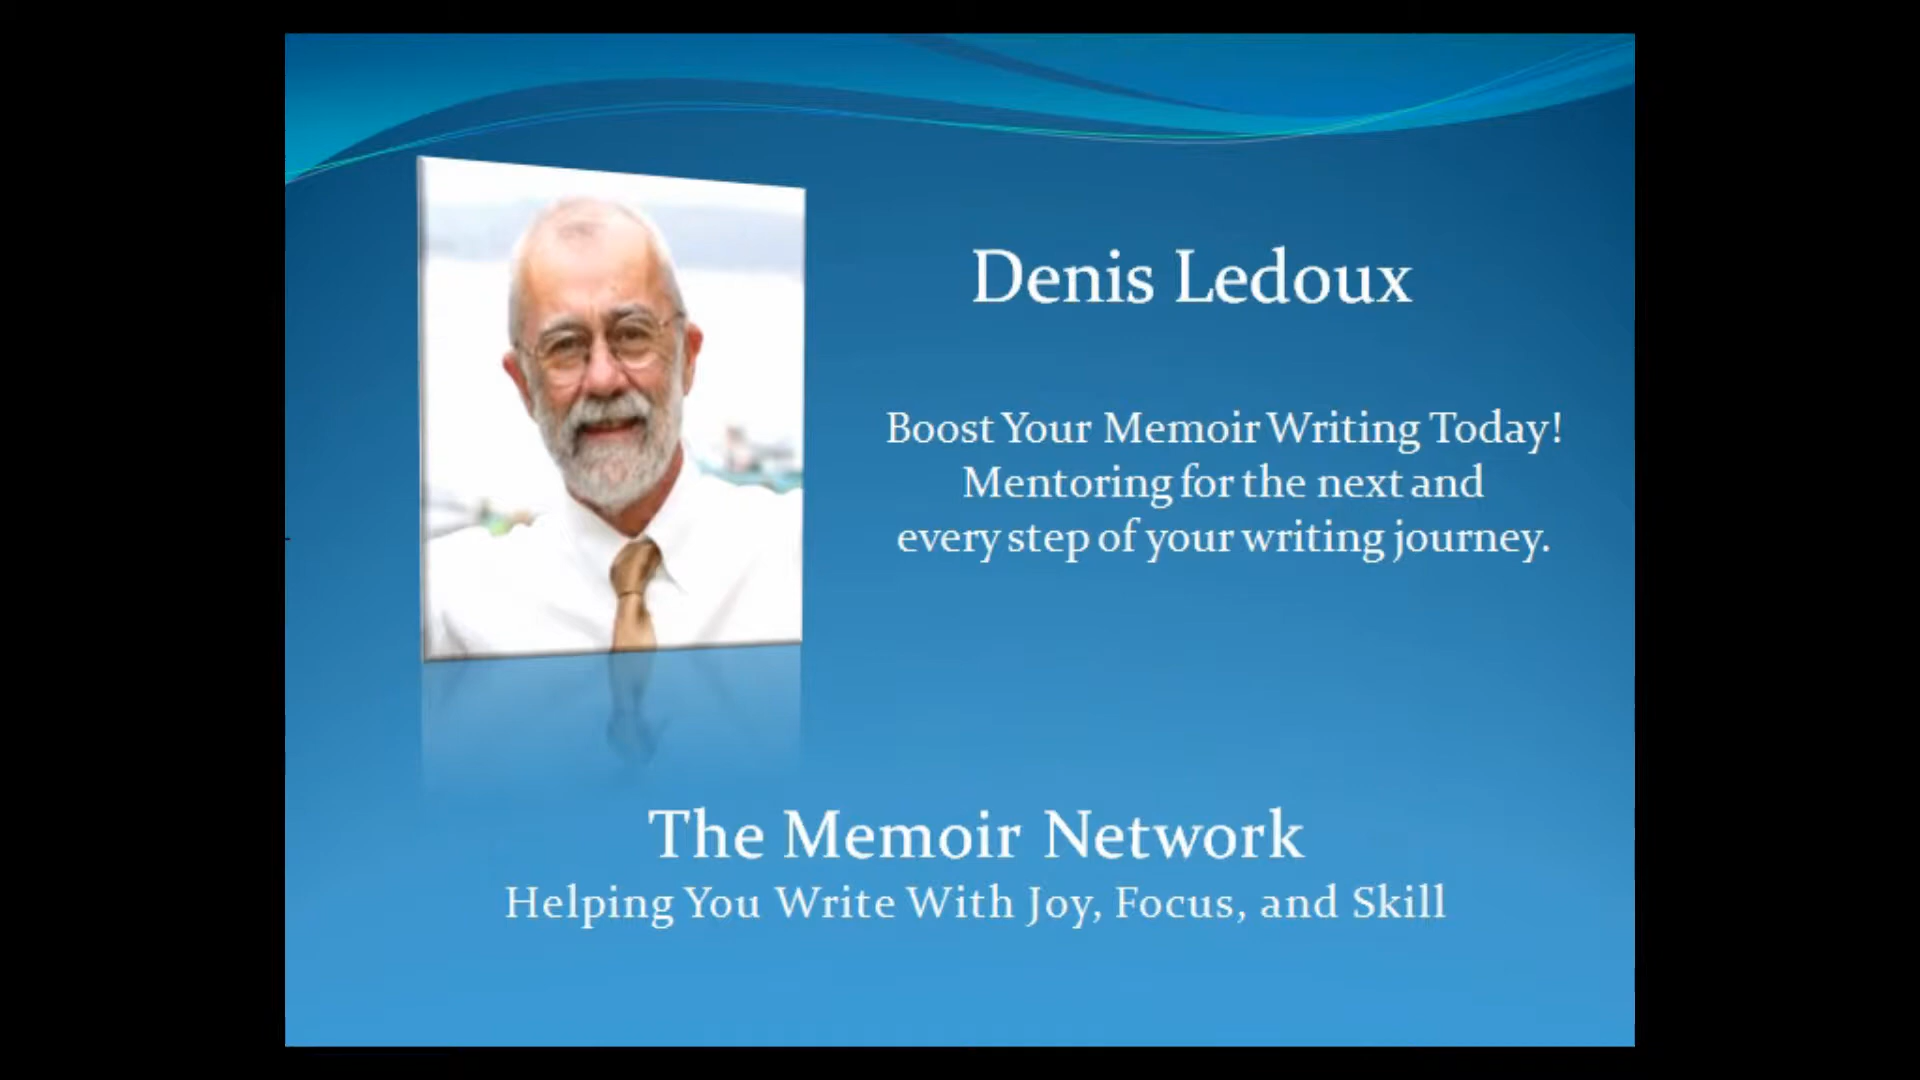 Denis Ledoux
Boost Your Memoir Writing Today!
Mentoring for the next and
every step of your writing journey.
The Memoir Network
Helping You Write With Joy, Focus, and Skill